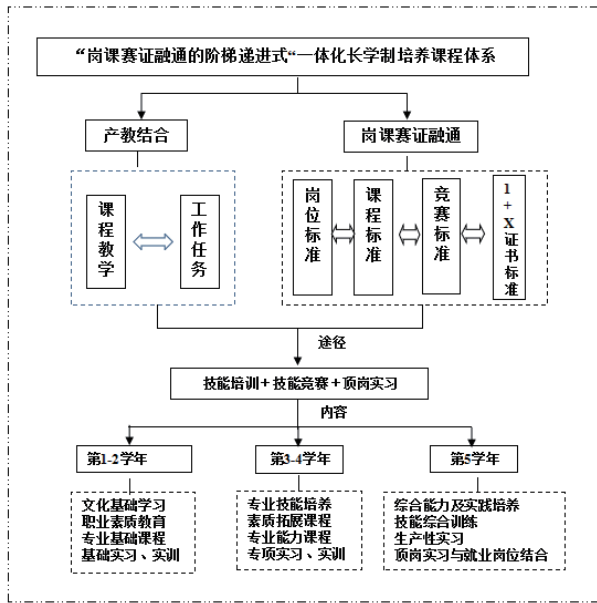 “岗课赛证融通的阶梯递进式“一体化长学制培养课程体系
产教结合
岗课赛证融通
课程教学
工作任务
岗位标准
课程标准
竞赛标准
1+X证书标准
途径
技能培训＋技能竞赛＋顶岗实习
内容
第1-2学年
第3-4学年
第5学年
文化基础学习
职业素质教育
专业基础课程
基础实习、实训
专业技能培养
素质拓展课程
专业能力课程
专项实习、实训
综合能力及实践培养
技能综合训练
生产性实习
顶岗实习与就业岗位结合